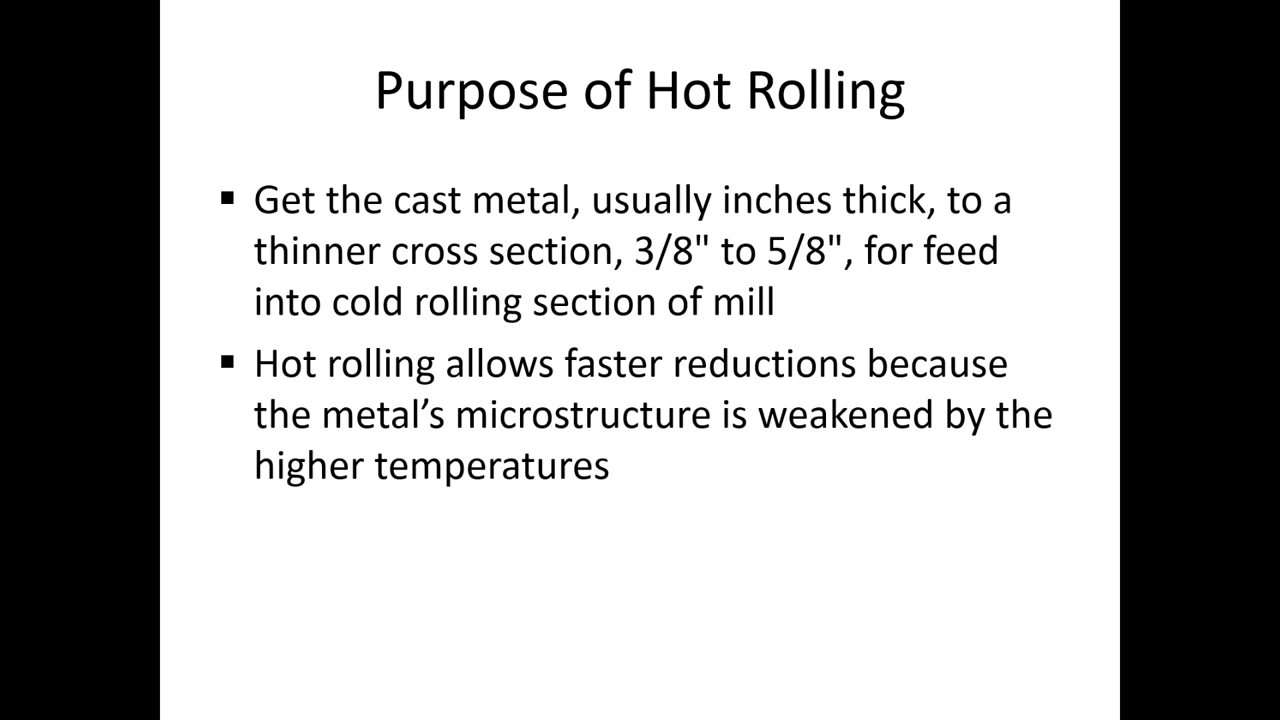 Purpose of Hot Rolling
▪ Get the cast metal, usually inches thick, to a
thinner cross section, 3/8" to 5/8", for feed
into cold rolling section of mill
▪ Hot rolling allows faster reductions because
the metal’s microstructure is weakened by the
higher temperatures